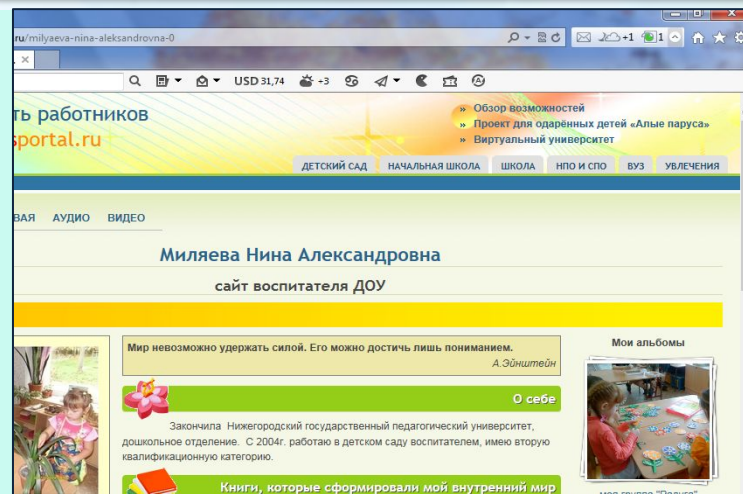 ru/milyaeva-nina-aleksandrovna-0
+1 1
USD 31,74 +3
ть работников
sportal.ru
» Обзор возможностей
» Проект для одарённых детей «Алые паруса»
» Виртуальный университет
ДЕТСКИЙ САД НАЧАЛЬНАЯ ШКОЛА ШКОЛА НПО И СПО ВУЗ УВЛЕЧЕНИЯ
ВАЯ АУДИО ВИДЕО
Миляева Нина Александровна
сайт воспитателя ДОУ
Мир невозможно удержать силой. Его можно достичь лишь пониманием.
А.Эйнштейн
О себе
Закончила Нижегородский государственный педагогический университет,
дошкольное отделение. С 2004г. работаю в детском саду воспитателем, имею вторую
квалификационную категорию.
Книги, которые сформировали мой внутренний мир
Мои альбомы
моя группа "Радуга"